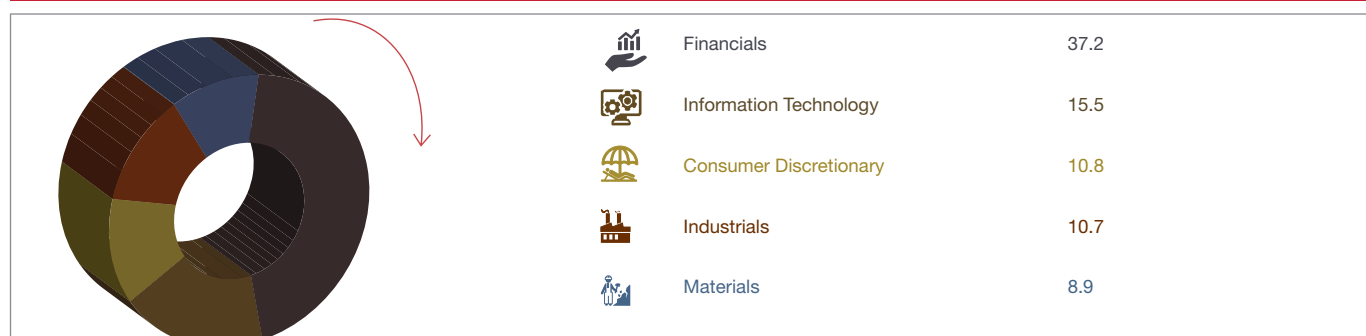 Financials 37.2
Information Technology 15.5
Consumer Discretionary 10.8
Industrials 10.7
Materials 8.9